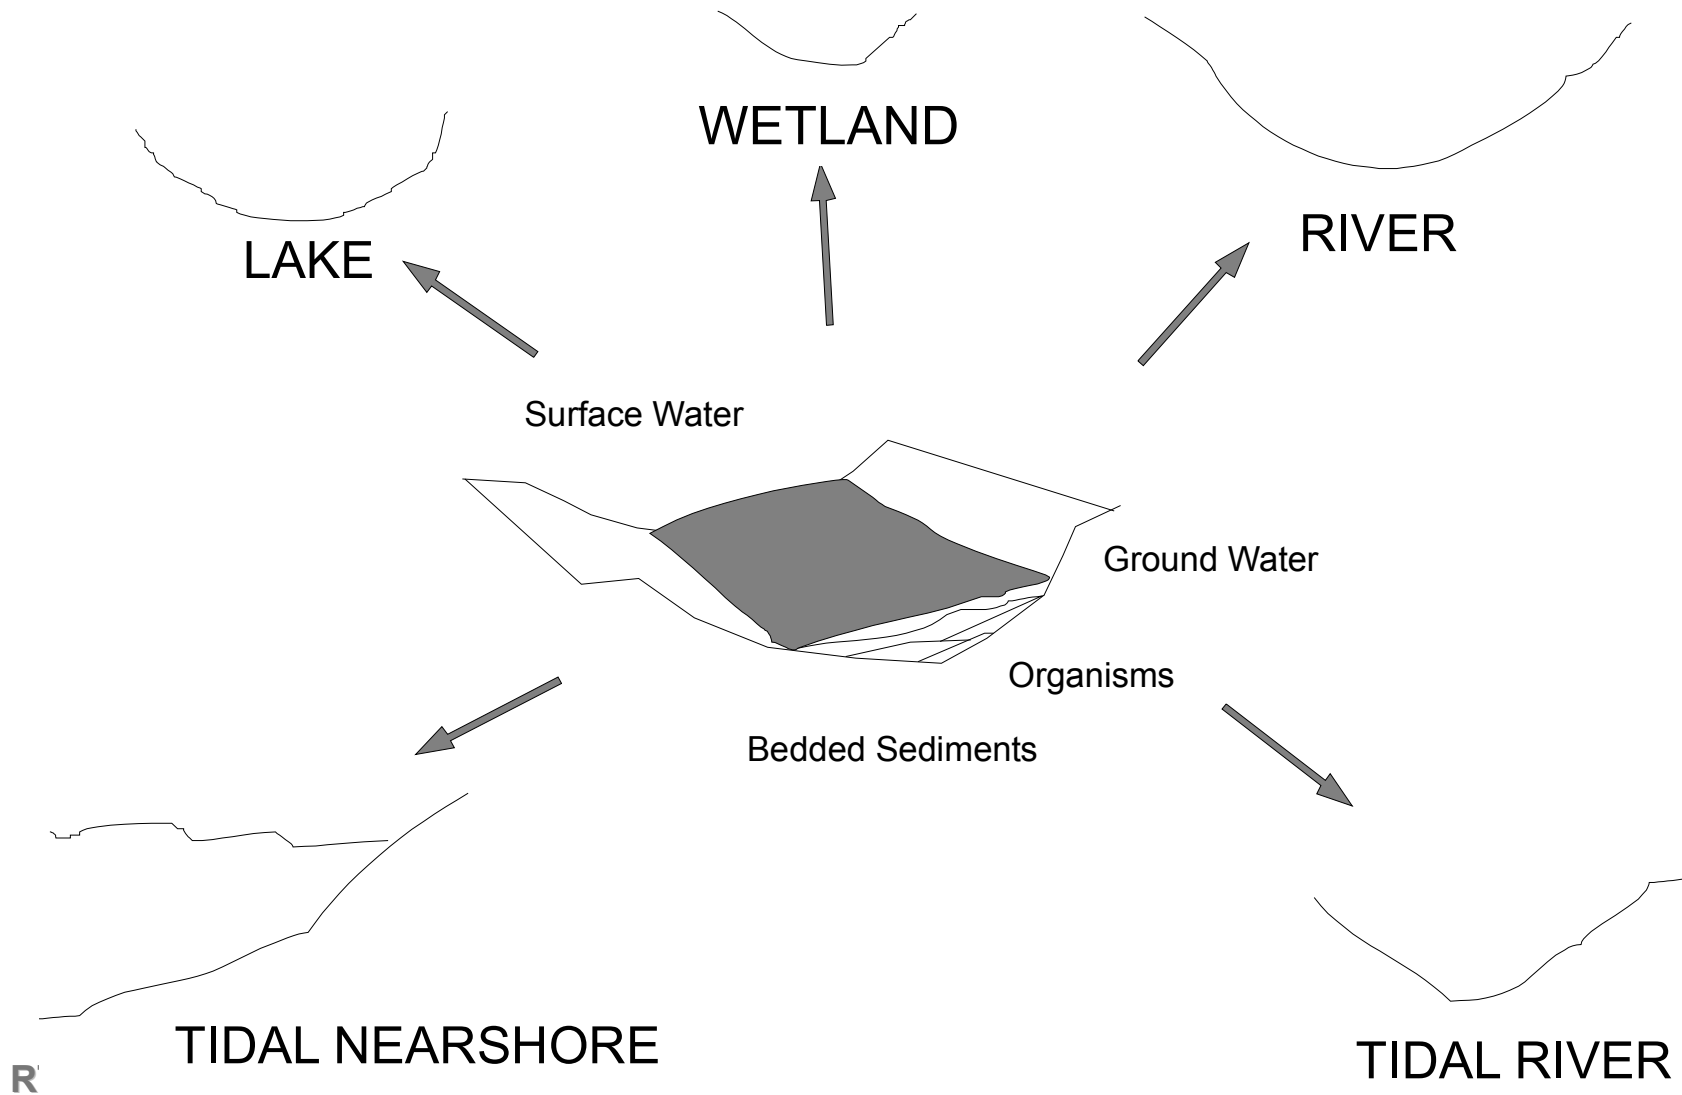 WETLAND
RIVER
LAKE
Surface Water
Ground Water
Organisms
Bedded Sediments
TIDAL NEARSHORE
TIDAL RIVER
R